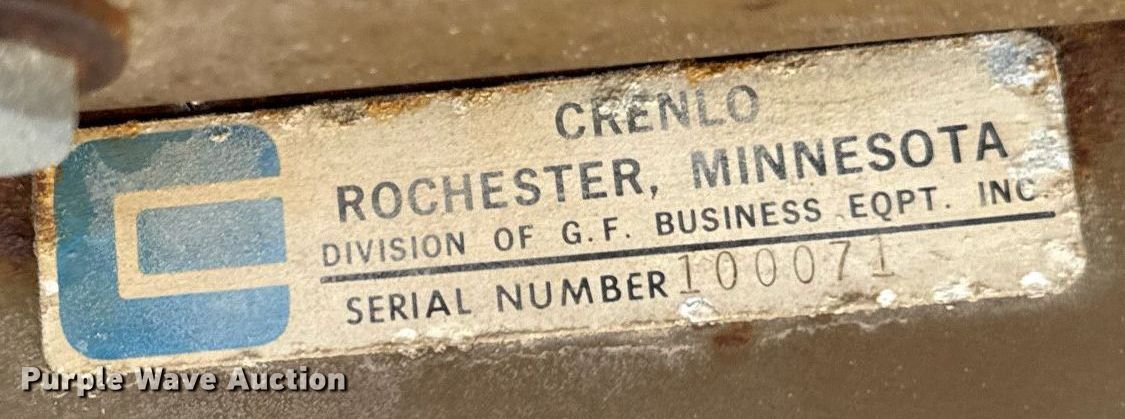 CRENLO
ROCHESTER, MINNESOTA
DIVISION OF G.F. BUSINESS EQPT. INC.
SERIAL NUMBER 100071
Purple Wave Auction